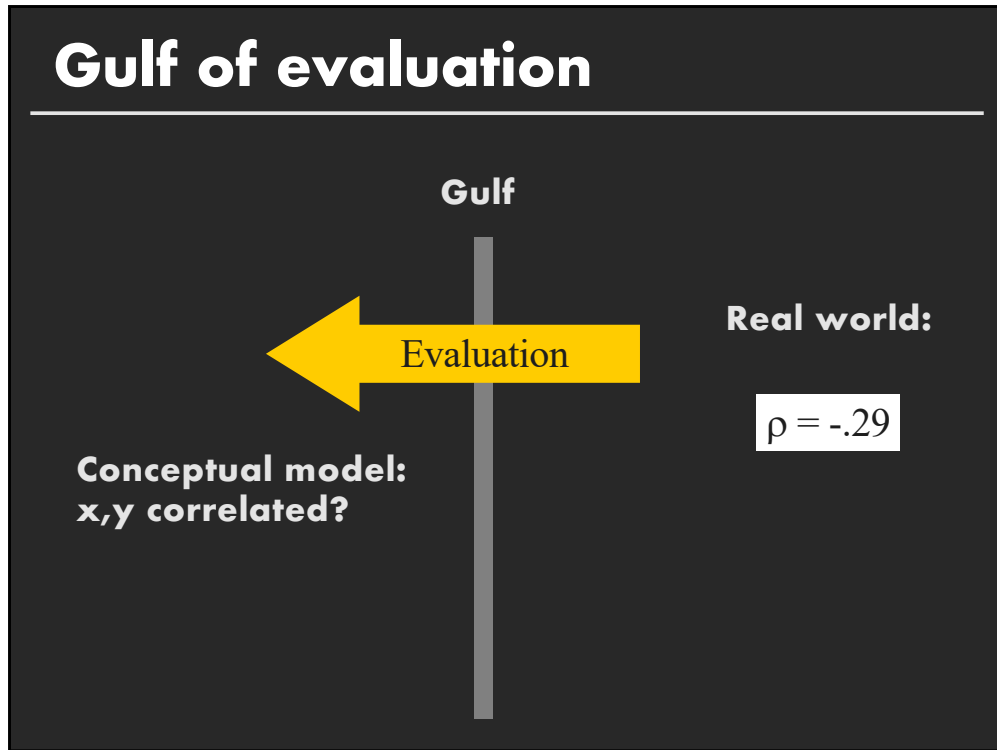 Gulf of evaluation
Gulf
Evaluation
Real world:
ρ = -.29
Conceptual model:
x,y correlated?